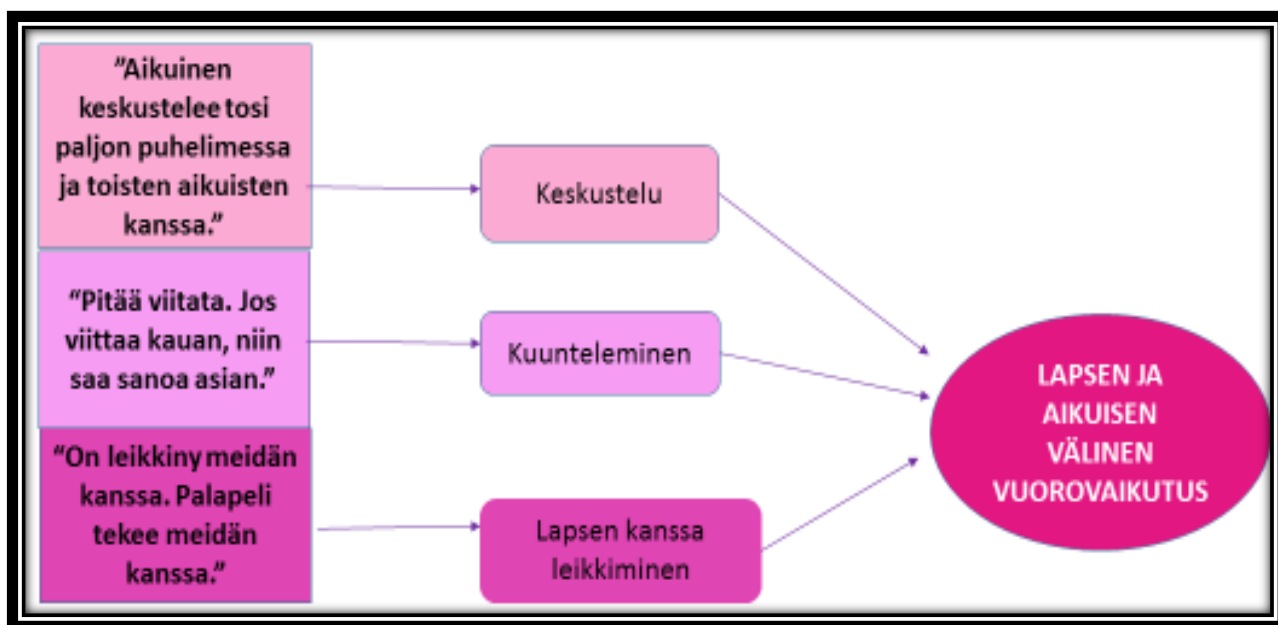 ”Aikuinen
keskustelee tosi
paljon puhelimessa
ja toisten aikuisten
kanssa.”
Keskustelu
“Pitää viitata. Jos
viittaa kauan, niin
saa sanoa asian.”
Kuunteleminen
“On leikkiny meidän
kanssa. Palapeli
tekee meidän
kanssa.”
Lapsen kanssa
leikkiminen
LAPSEN JA
AIKUISEN
VÄLINEN
VUOROVAIKUTUS